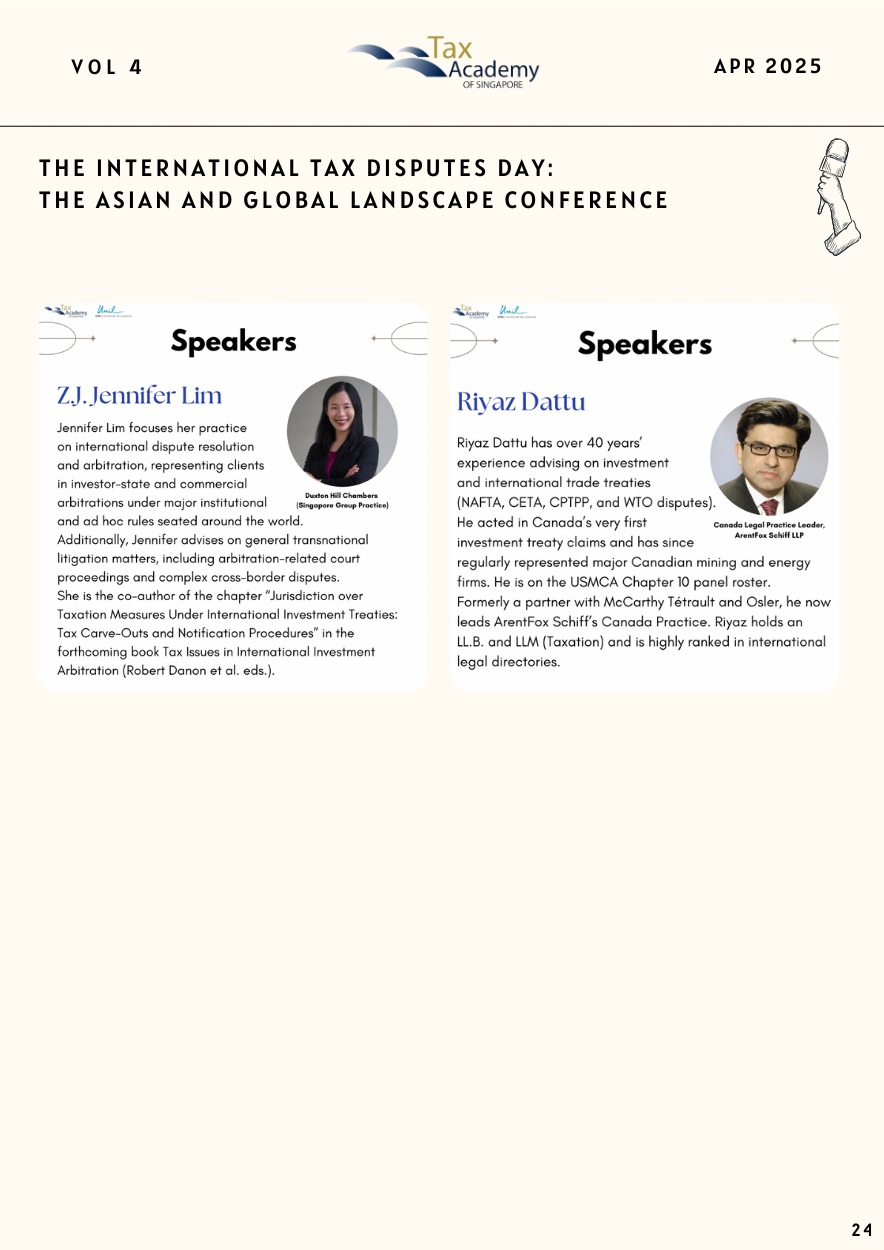 VOL 4
Tax
Academy
OF SINGAPORE
APR 2025
THE INTERNATIONAL TAX DISPUTES DAY:
THE ASIAN AND GLOBAL LANDSCAPE CONFERENCE
Tax
Academy
OF SINGAPORE
Unil
Speakers
Z.J. Jennifer Lim
Jennifer Lim focuses her practice
on international dispute resolution
and arbitration, representing clients
in investor-state and commercial
arbitrations under major institutional
and ad hoc rules seated around the world.
Additionally, Jennifer advises on general transnational
litigation matters, including arbitration-related court
proceedings and complex cross-border disputes.
She is the co-author of the chapter “Jurisdiction over
Taxation Measures Under International Investment Treaties:
Tax Carve-Outs and Notification Procedures” in the
forthcoming book Tax Issues in International Investment
Arbitration (Robert Danon et al. eds.).
Duxton Hill Chambers
(Singapore Group Practice)
Tax
Academy
OF SINGAPORE
Unil
Speakers
Riyaz Dattu
Riyaz Dattu has over 40 years’
experience advising on investment
and international trade treaties
(NAFTA, CETA, CPTPP, and WTO disputes).
He acted in Canada’s very first
investment treaty claims and has since
regularly represented major Canadian mining and energy
firms. He is on the USMCA Chapter 10 panel roster.
Formerly a partner with McCarthy Tétrault and Osler, he now
leads ArentFox Schiff’s Canada Practice. Riyaz holds an
LL.B. and LLM (Taxation) and is highly ranked in international
legal directories.
Canada Legal Practice Leader,
ArentFox Schiff LLP
24